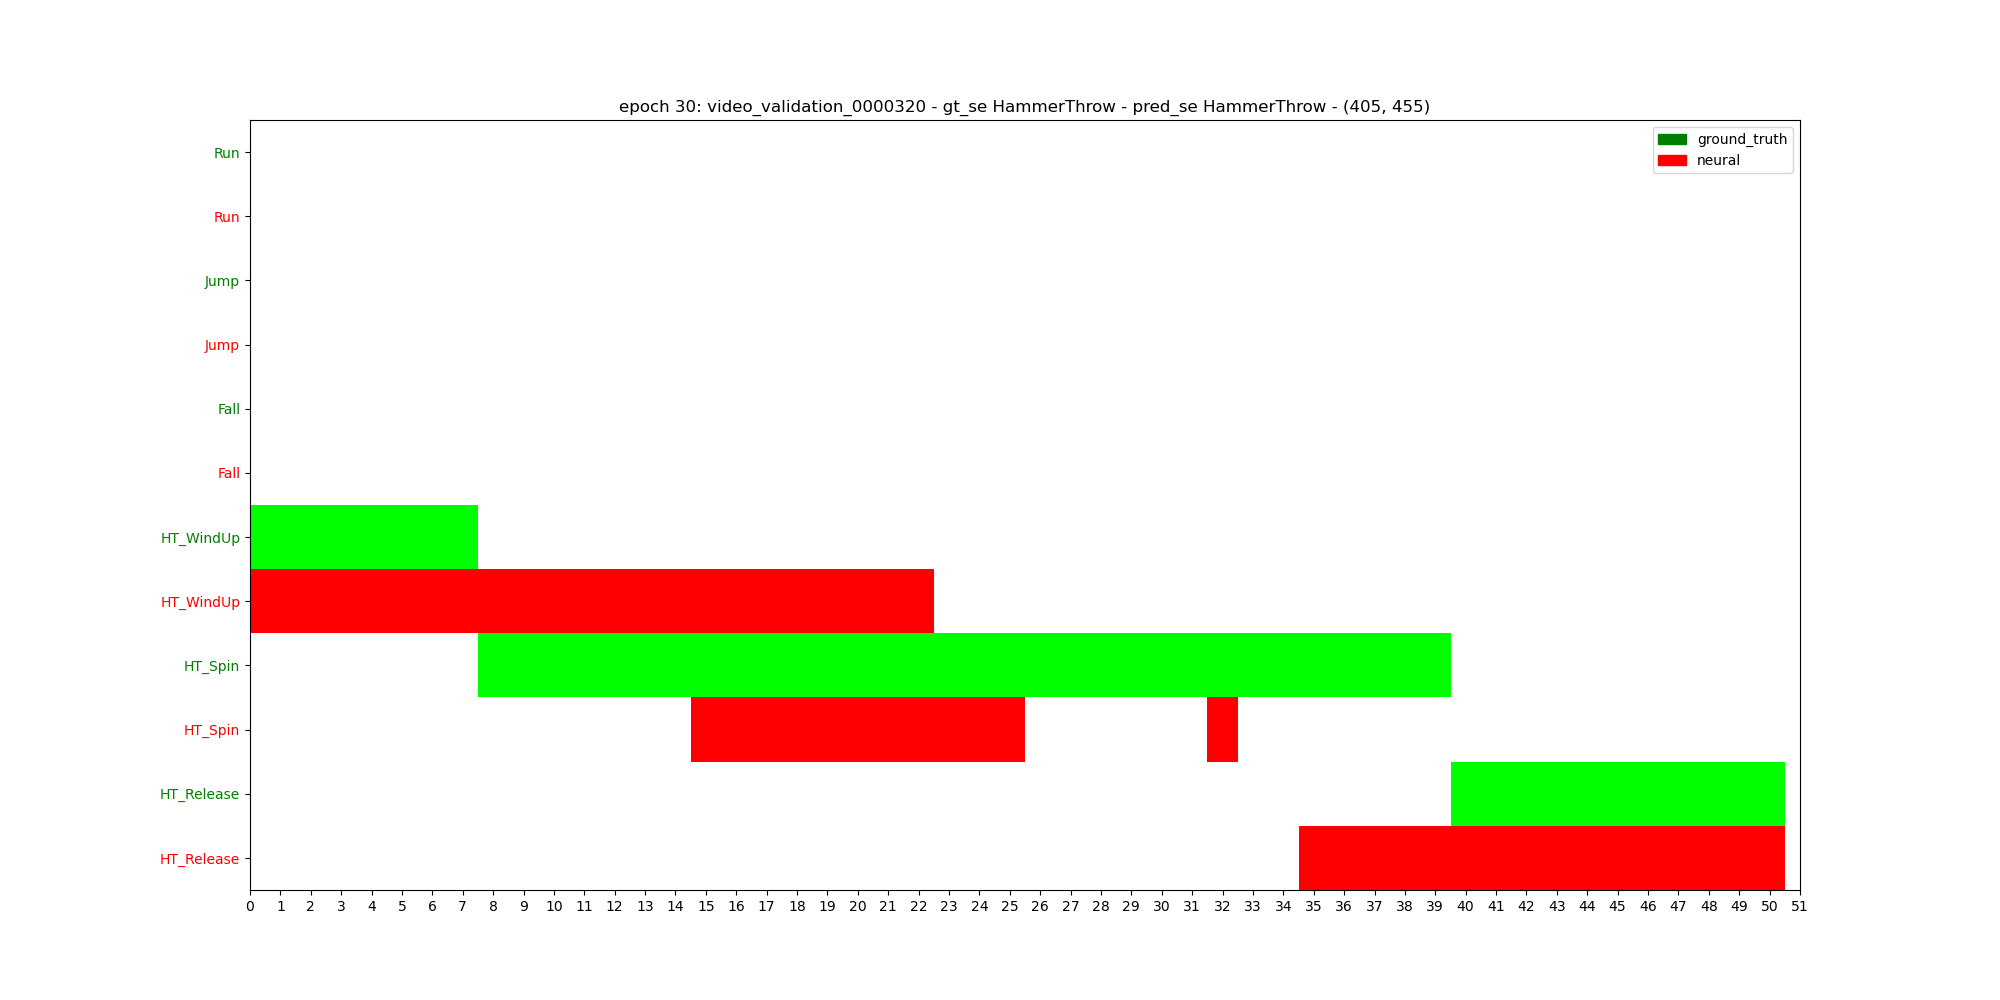 epoch 30: video_validation_0000320 - gt_se HammerThrow - pred_se HammerThrow - (405, 455)
ground_truth
neural
Run
Run
Jump
Jump
Fall
Fall
HT_WindUp
HT_WindUp
HT_Spin
HT_Spin
HT_Release
HT_Release
0 1 2 3 4 5 6 7 8 9 10 11 12 13 14 15 16 17 18 19 20 21 22 23 24 25 26 27 28 29 30 31 32 33 34 35 36 37 38 39 40 41 42 43 44 45 46 47 48 49 50 51